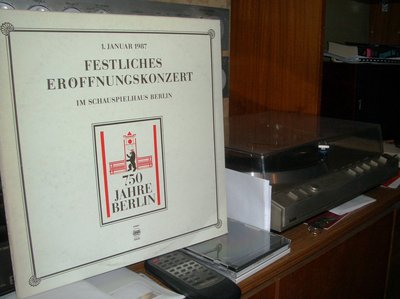 1. JANUAR 1987
FESTLICHES
ERÖFFNUNGSKONZERT
IM SCHAUSPIELHAUS BERLIN
750
JAHRE
BERLIN